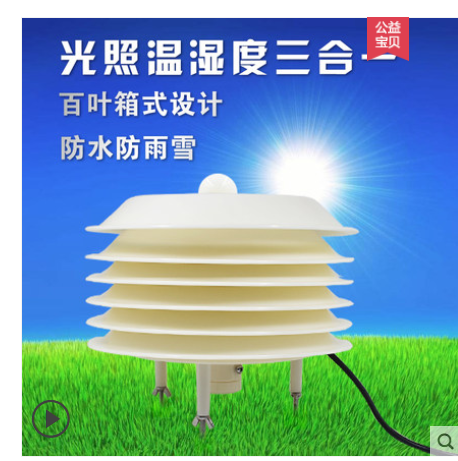 公益
宝贝
光照温湿度三合一
百叶箱式设计
防水防雨雪